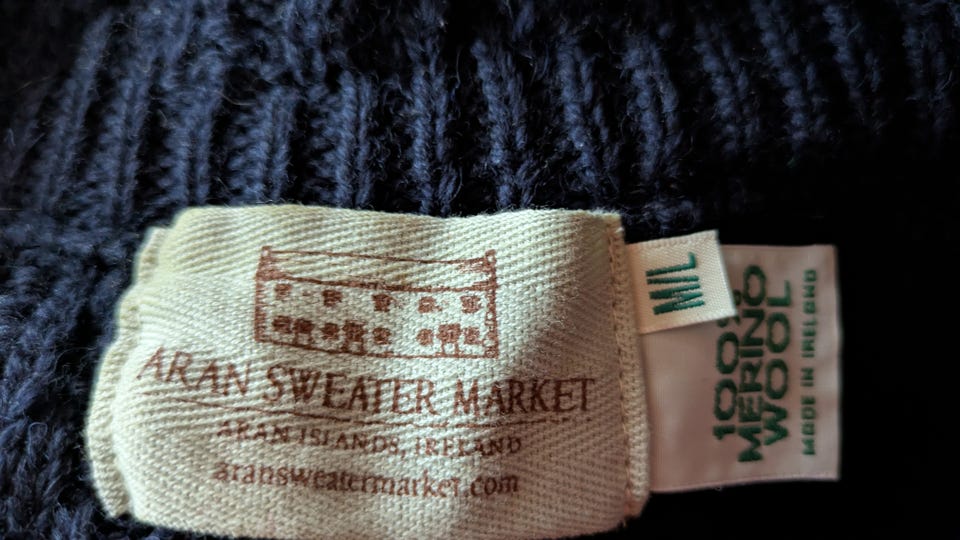 ARAN SWEATER MARKET
ARAN ISLANDS, IRELAND
aransweatermarket.com
M/L
100%
MERINO
WOOL
MADE IN IRELAND